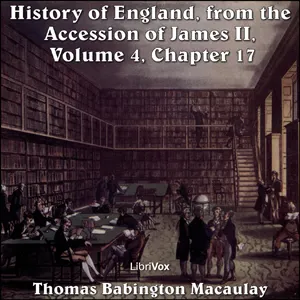 History of England, from the
Accession of James II,
Volume 4, Chapter 17
LibriVox
Thomas Babington Macaulay